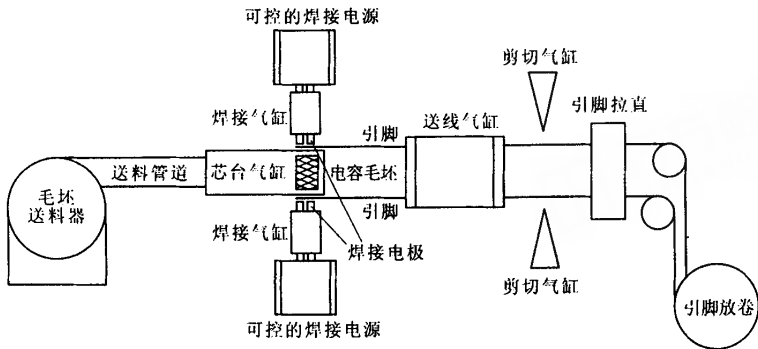 可控的焊接电源
剪切气缸
焊接气缸
引脚
送线气缸
引脚拉直
送料管道
芯台气缸
电容毛坯
毛坯
送料器
引脚
焊接气缸
焊接电极
剪切气缸
引脚放卷
可控的焊接电源